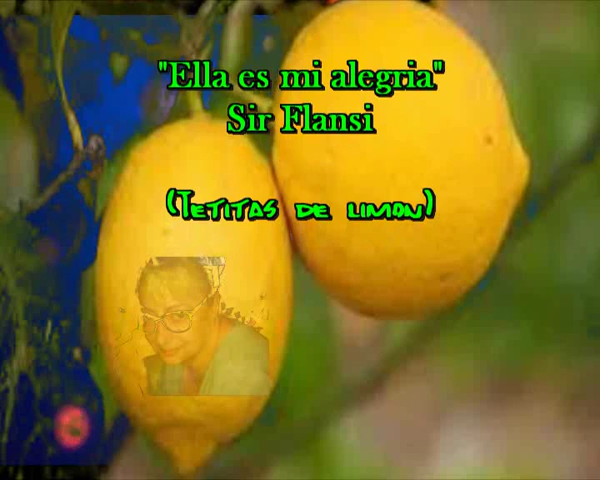 "Ella es mi alegria"
Sir Flansi
(Tetitas de limon)